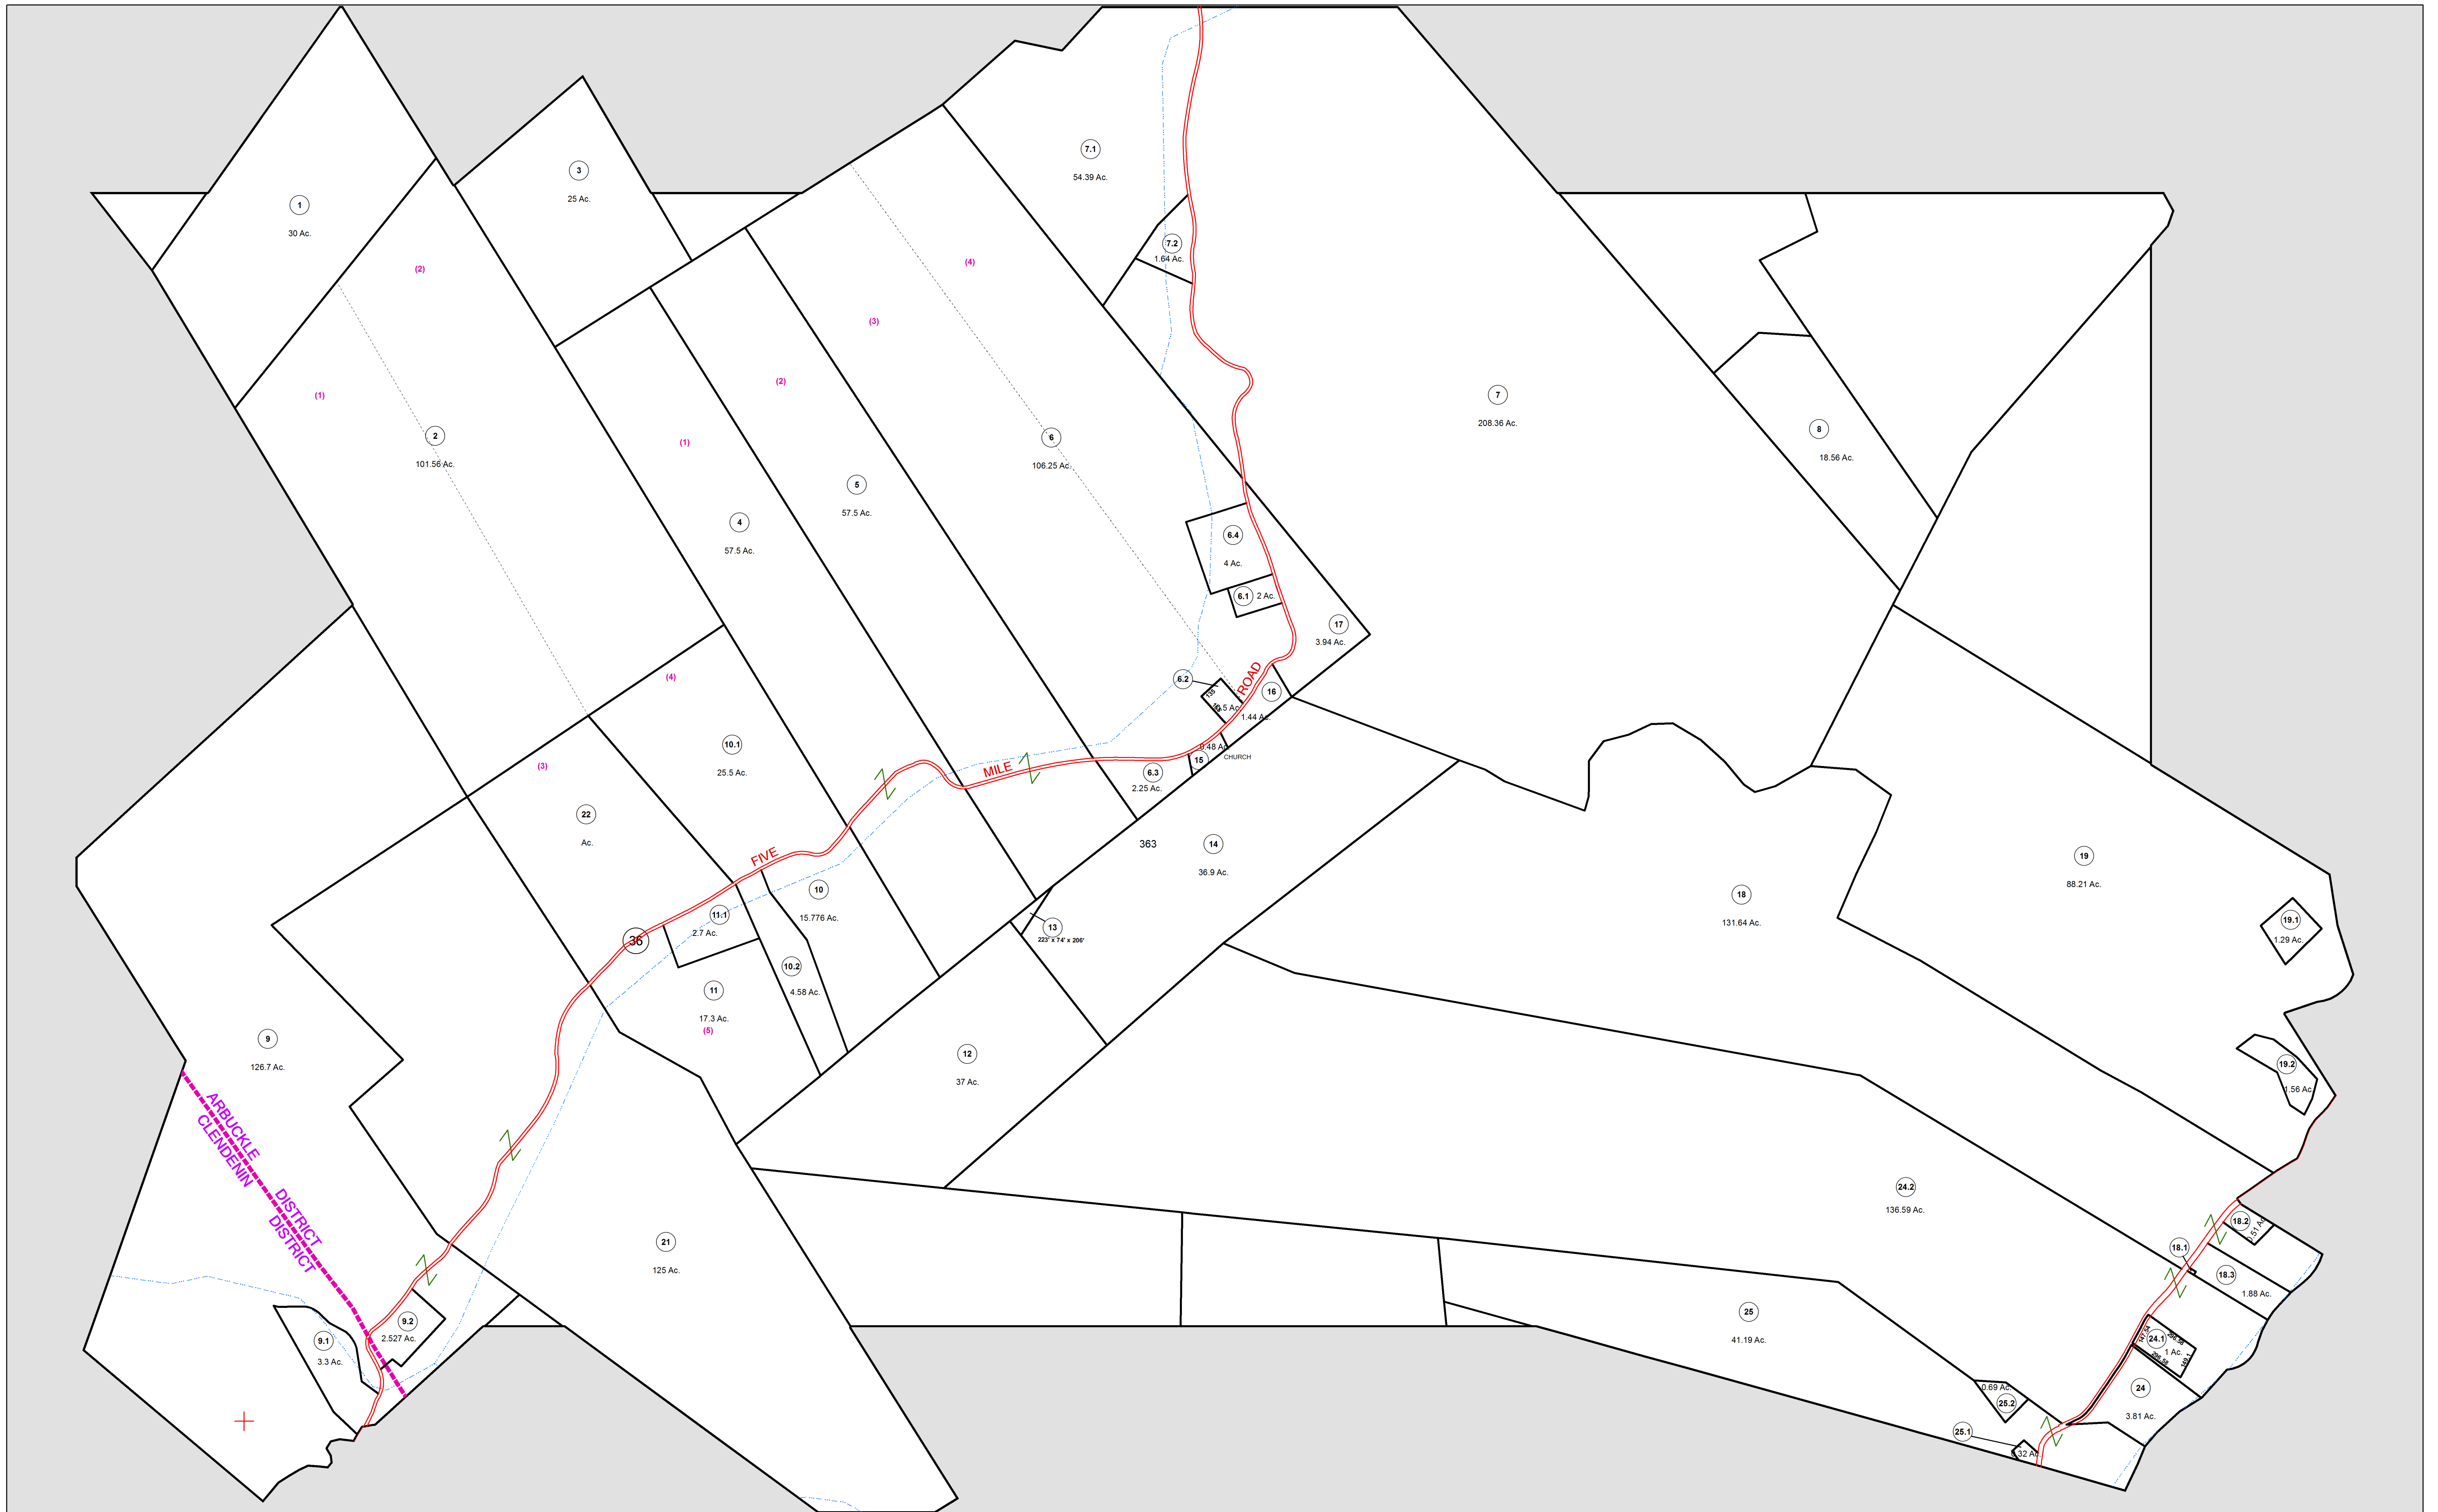 1
30 Ac.
(2)
(1)
2
101.56 Ac.
3
25 Ac.
(1)
4
57.5 Ac.
(2)
5
57.5 Ac.
(3)
(4)
6
106.25 Ac.
7.1
54.39 Ac.
7.2
1.64 Ac.
7
208.36 Ac.
8
18.56 Ac.
6.4
4 Ac.
6.1
2 Ac.
17
3.94 Ac.
6.2
135
ROAD
16
1.44 Ac.
15
CHURCH
6.3
2.25 Ac.
MILE
FIVE
(4)
10.1
25.5 Ac.
(3)
22
Ac.
36
11.1
2.7 Ac.
10
15.776 Ac.
10.2
4.58 Ac.
11
17.3 Ac.
(5)
13
223' x 74' x 206'
363
14
36.9 Ac.
12
37 Ac.
18
131.64 Ac.
19
88.21 Ac.
19.1
1.29 Ac.
19.2
1.56 Ac.
9
126.7 Ac.
ARBUCKLE DISTRICT
CLENDENIN DISTRICT
9.1
3.3 Ac.
9.2
2.527 Ac.
21
125 Ac.
24.2
136.59 Ac.
18.2
18.1
18.3
1.88 Ac.
25
41.19 Ac.
24.1
1 Ac.
149.1
24
3.81 Ac.
0.69 Ac.
25.2
25.1